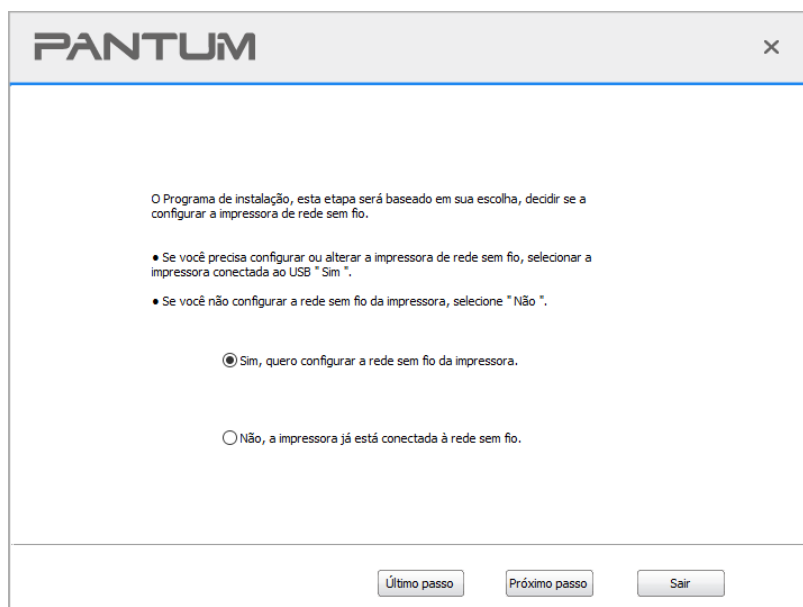 PANTUM
O Programa de instalação, esta etapa será baseado em sua escolha, decidir se a
configurar a impressora de rede sem fio.
● Se você precisa configurar ou alterar a impressora de rede sem fio, selecionar a
impressora conectada ao USB " Sim ".
● Se você não configurar a rede sem fio da impressora, selecione " Não ".
Sim, quero configurar a rede sem fio da impressora.
Não, a impressora já está conectada à rede sem fio.
Último passo Próximo passo Sair